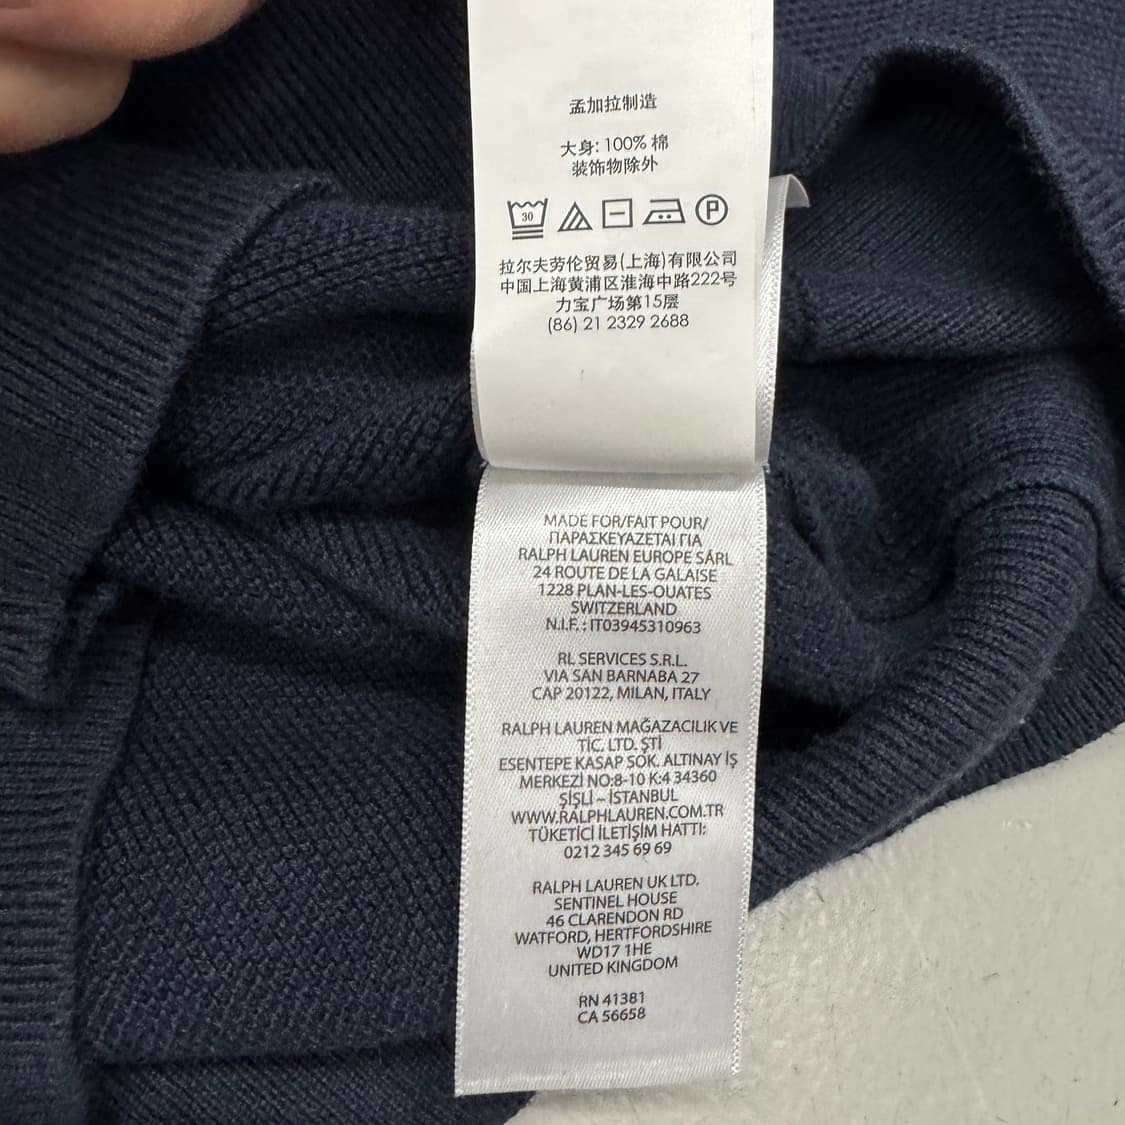 孟加拉制造
大身: 100% 棉
装饰物除外
30 P
拉尔夫劳伦贸易(上海)有限公司
中国上海黄浦区淮海中路222号
力宝广场第15层
(86) 21 2329 2688
MADE FOR/FAIT POUR/
ΠΑΡΑΣΚΕΥΑΖΕΤΑΙ ΓΙΑ
RALPH LAUREN EUROPE SÁRL
24 ROUTE DE LA GALAISE
1228 PLAN-LES-OUATES
SWITZERLAND
N.I.F. : IT03945310963
RL SERVICES S.R.L.
VIA SAN BARNABA 27
CAP 20122, MILAN, ITALY
RALPH LAUREN MAĞAZACILIK VE
TİC. LTD. ŞTİ
ESENTEPE KASAP SOK. ALTINAY İŞ
MERKEZİ NO:8-10 K:4 34360
ŞİŞLİ – İSTANBUL
WWW.RALPHLAUREN.COM.TR
TÜKETİCİ İLETİŞİM HATTI:
0212 345 69 69
RALPH LAUREN UK LTD.
SENTINEL HOUSE
46 CLARENDON RD
WATFORD, HERTFORDSHIRE
WD17 1HE
UNITED KINGDOM
RN 41381
CA 56658